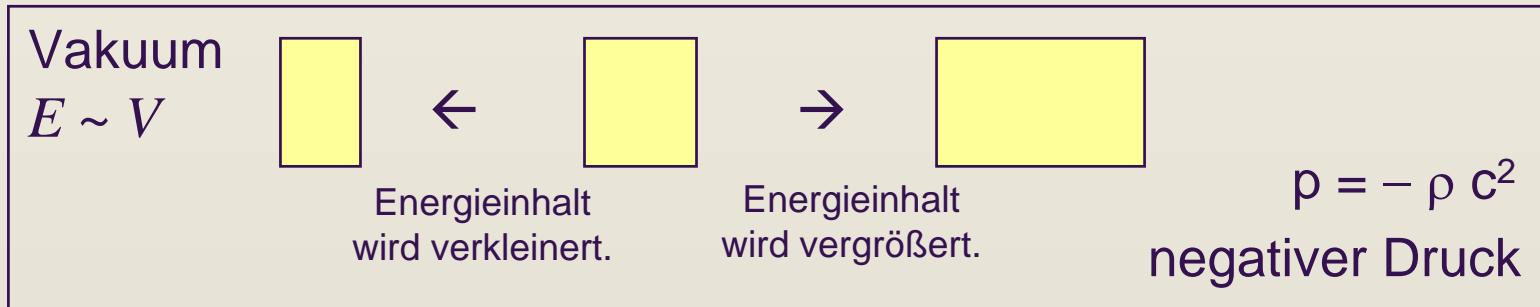 Vakuum
E ~ V
← →
Energieinhalt
wird verkleinert.
Energieinhalt
wird vergrößert.
p = − ρ c²
negativer Druck